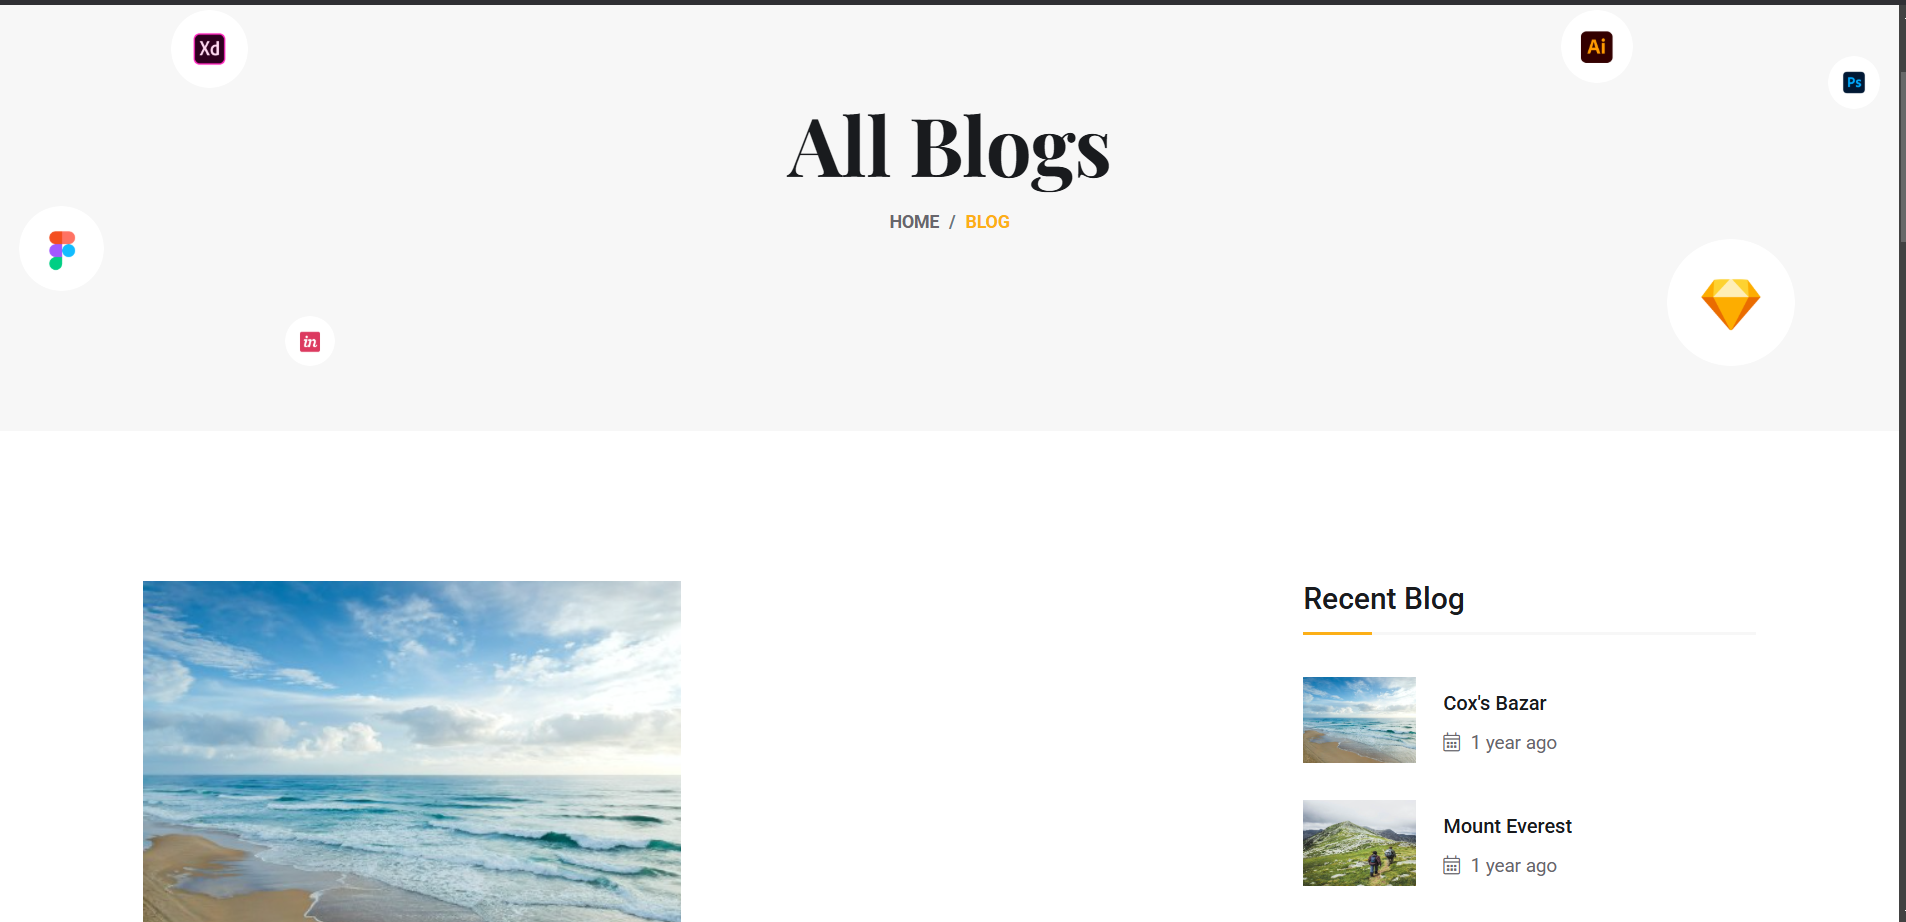 Xd
Ai
Ps
All Blogs
HOME / BLOG
in
Recent Blog
Cox's Bazar
1 year ago
Mount Everest
1 year ago